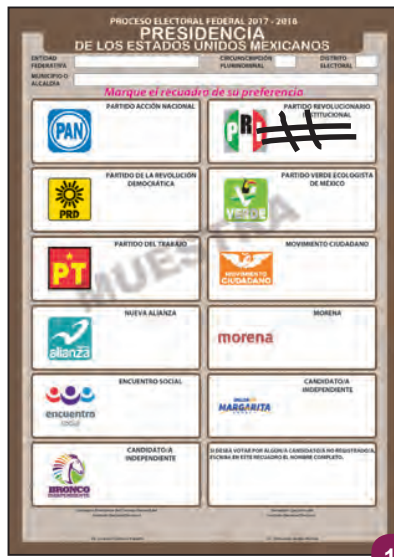 PROCESO ELECTORAL FEDERAL 2017 - 2018
PRESIDENCIA
DE LOS ESTADOS UNIDOS MEXICANOS
ENTIDAD FEDERATIVA
CIRCUNSCRIPCIÓN PLURINOMINAL
DISTRITO ELECTORAL
MUNICIPIO O ALCALDÍA
Marque el recuadro de su preferencia
PARTIDO ACCIÓN NACIONAL
PAN
PARTIDO REVOLUCIONARIO
INSTITUCIONAL
PRI
PARTIDO DE LA REVOLUCIÓN
DEMOCRÁTICA
PRD
PARTIDO VERDE ECOLOGISTA
DE MÉXICO
VERDE
MUESTRA
PARTIDO DEL TRABAJO
PT
MOVIMIENTO CIUDADANO
MOVIMIENTO
CIUDADANO
NUEVA ALIANZA
alianza
MORENA
morena
ENCUENTRO SOCIAL
encuentro
social
CANDIDATO/A
INDEPENDIENTE
MARGARITA
CANDIDATO/A
INDEPENDIENTE
BRONCO
INDEPENDIENTE
SI DESEA VOTAR POR ALGÚN/A CANDIDATO/A NO REGISTRADO/A,
ESCRIBA EN ESTE RECUADRO EL NOMBRE COMPLETO.
1